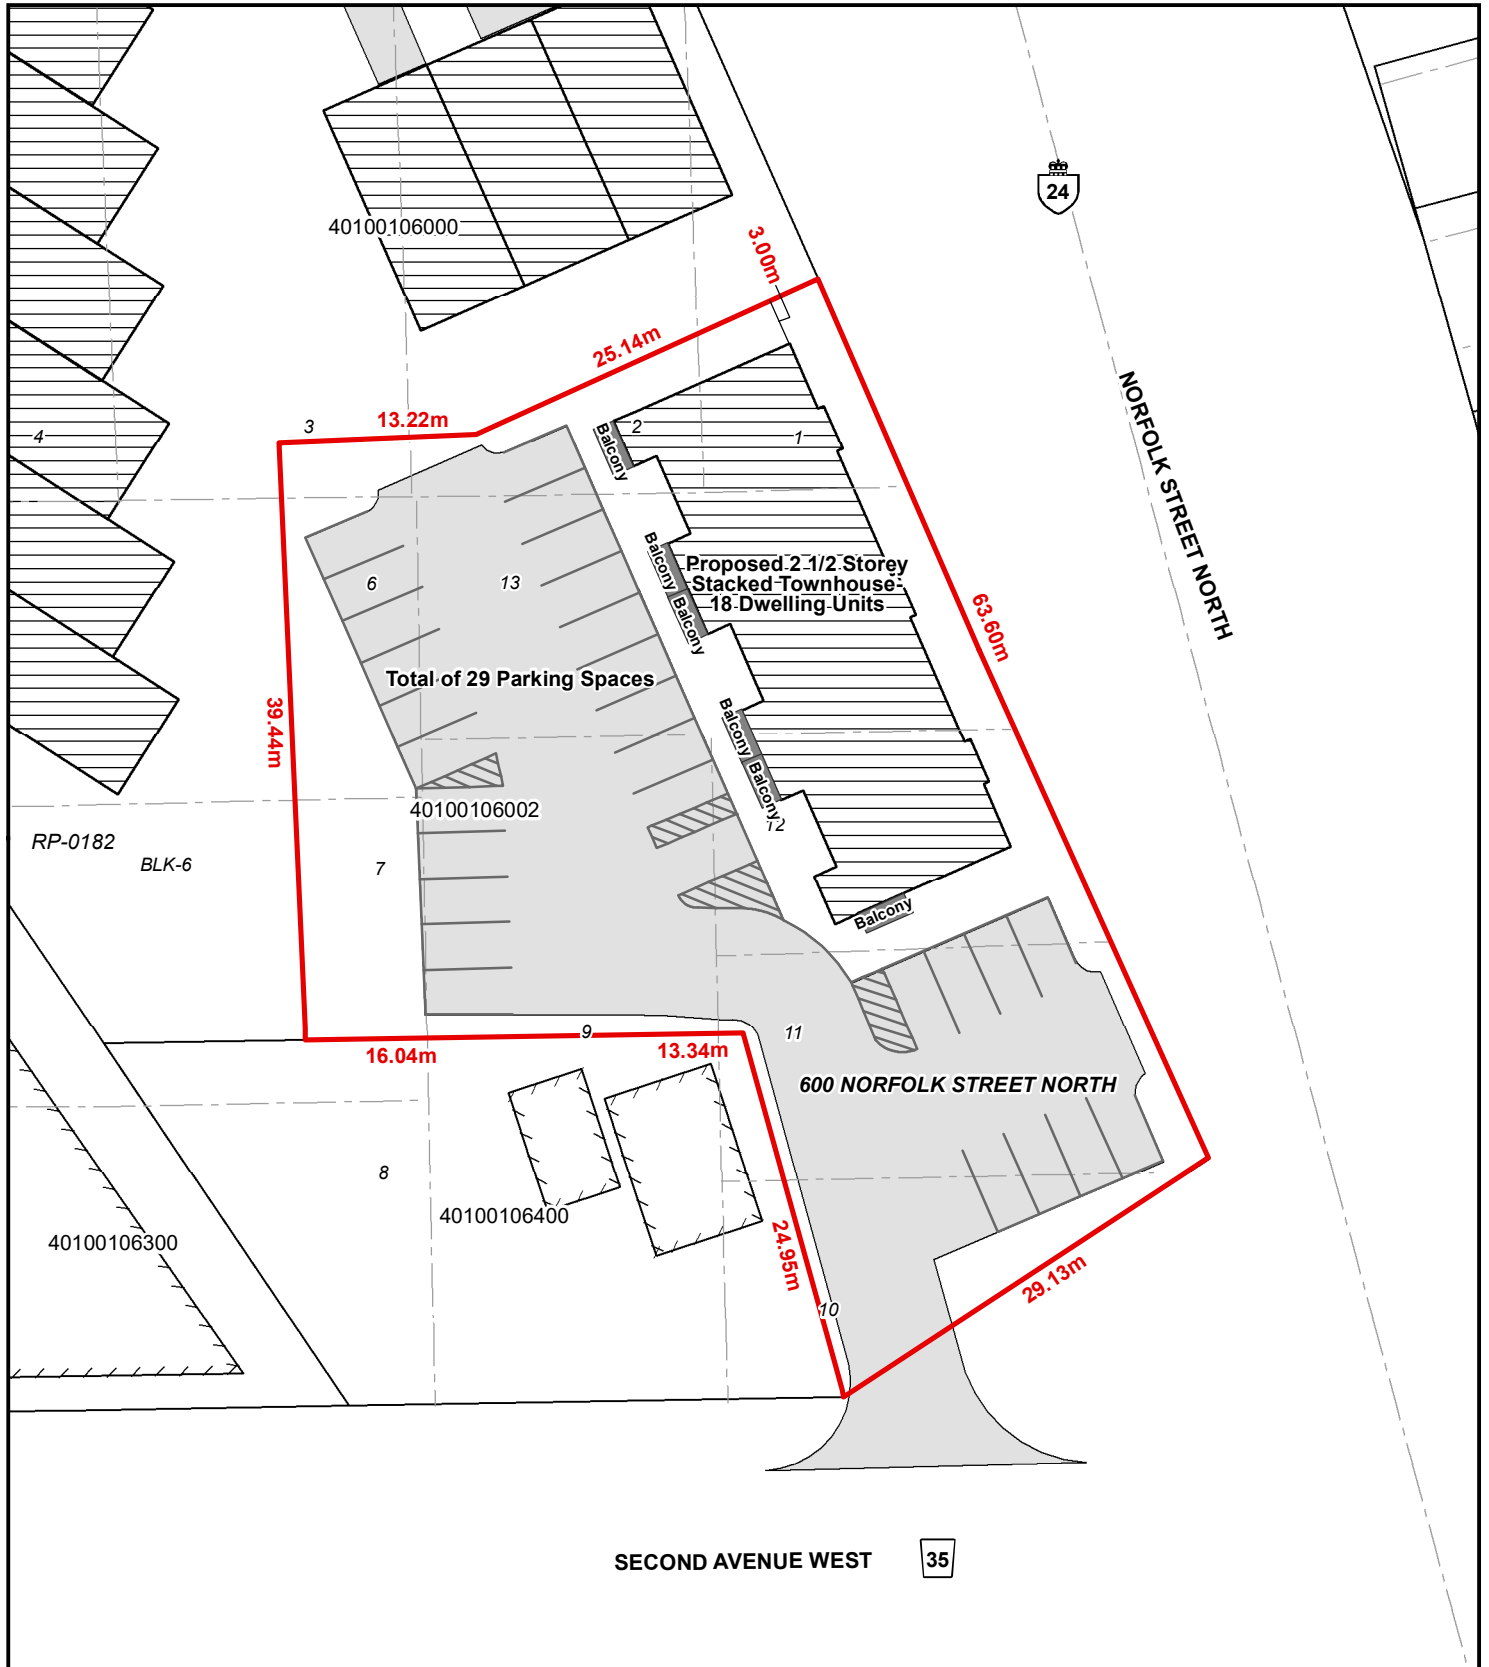 24
40100106000
3.00m
25.14m
NORFOLK STREET NORTH
3
13.22m
4
Balcony
2
1
Balcony
Proposed 2 1/2 Storey
Stacked Townhouse-
18 Dwelling Units
6
13
Balcony
63.60m
Total of 29 Parking Spaces
39.44m
Balcony
Balcony
40100106002
12
RP-0182
BLK-6
7
Balcony
9
11
16.04m
13.34m
600 NORFOLK STREET NORTH
8
40100106400
40100106300
24.95m
29.13m
10
SECOND AVENUE WEST
35